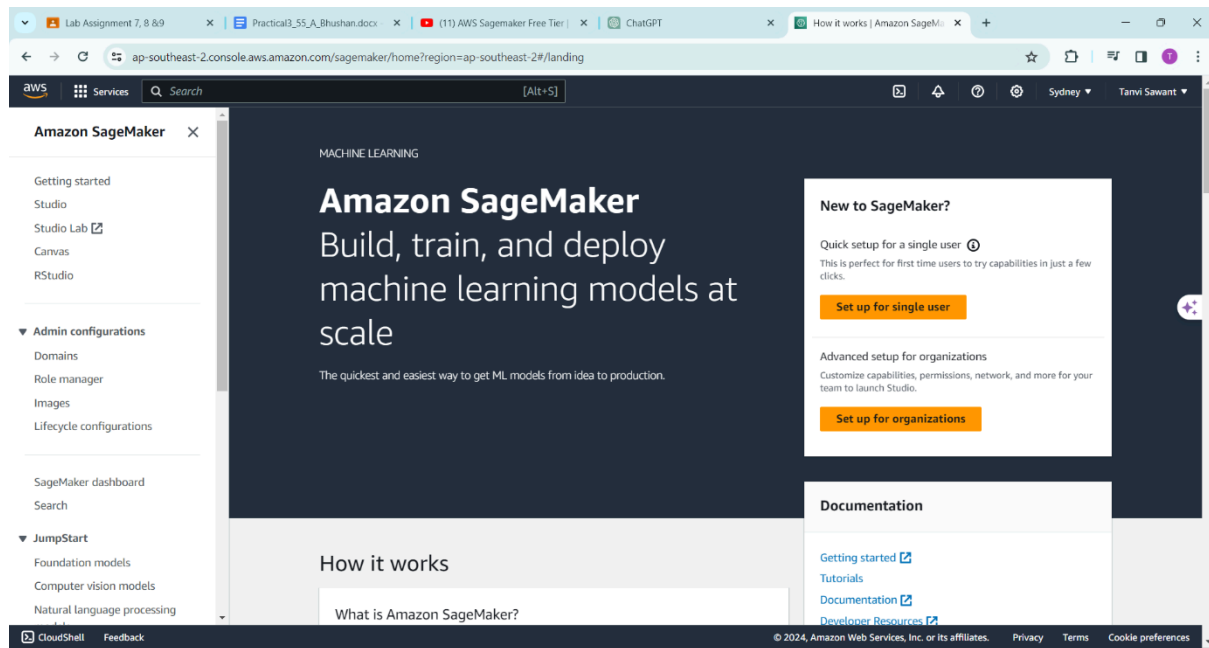 Lab Assignment 7, 8 &9
Practical3_55_A_Bhushan.docx -
(11) AWS Sagemaker Free Tier |
ChatGPT
How it works | Amazon SageMa
ap-southeast-2.console.aws.amazon.com/sagemaker/home?region=ap-southeast-2#/landing
T
aws
Services
Search
[Alt+S]
Sydney
Tanvi Sawant
Amazon SageMaker
Getting started
Studio
Studio Lab
Canvas
RStudio
Admin configurations
Domains
Role manager
Images
Lifecycle configurations
SageMaker dashboard
Search
JumpStart
Foundation models
Computer vision models
Natural language processing
MACHINE LEARNING
Amazon SageMaker
Build, train, and deploy
machine learning models at
scale
The quickest and easiest way to get ML models from idea to production.
New to SageMaker?
Quick setup for a single user
This is perfect for first time users to try capabilities in just a few
clicks.
Set up for single user
Advanced setup for organizations
Customize capabilities, permissions, network, and more for your
team to launch Studio.
Set up for organizations
Documentation
Getting started
Tutorials
Documentation
Developer Resources
How it works
What is Amazon SageMaker?
CloudShell
Feedback
© 2024, Amazon Web Services, Inc. or its affiliates.
Privacy
Terms
Cookie preferences